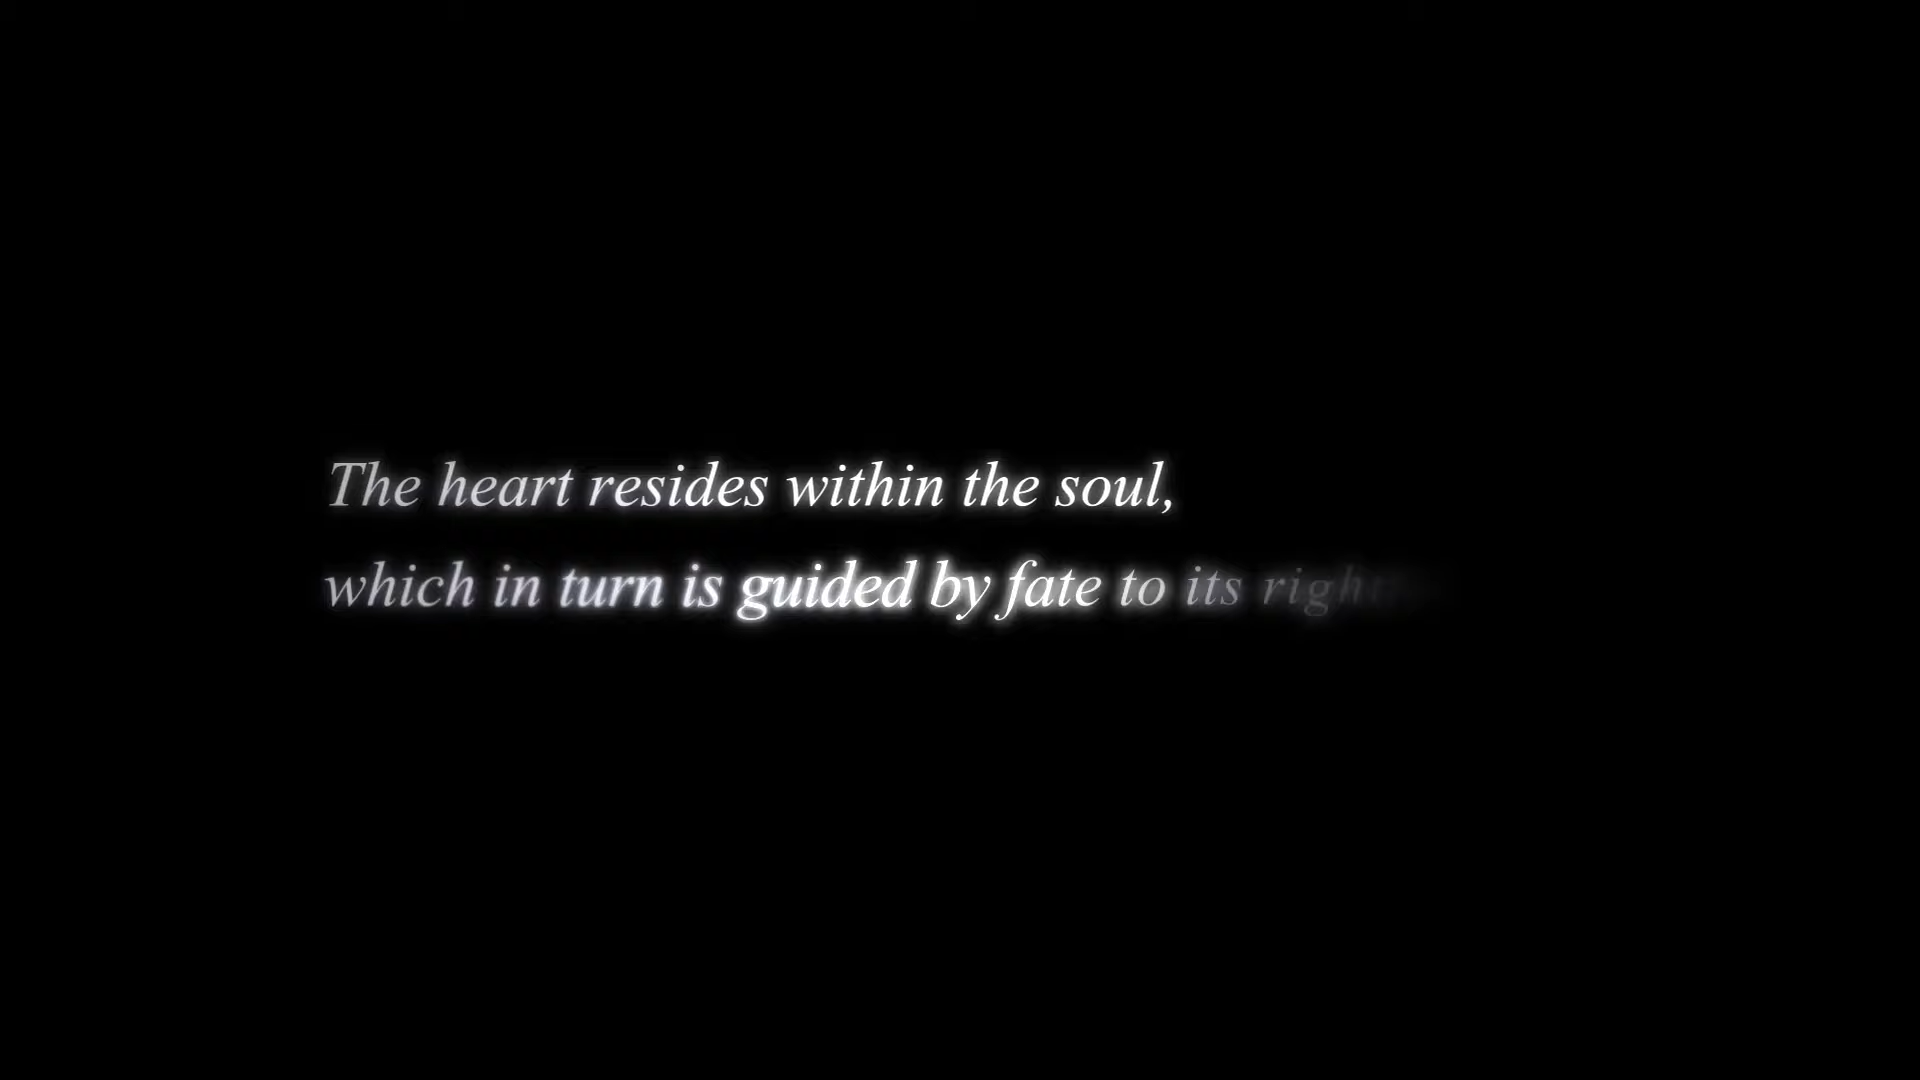 The heart resides within the soul,
which in turn is guided by fate to its